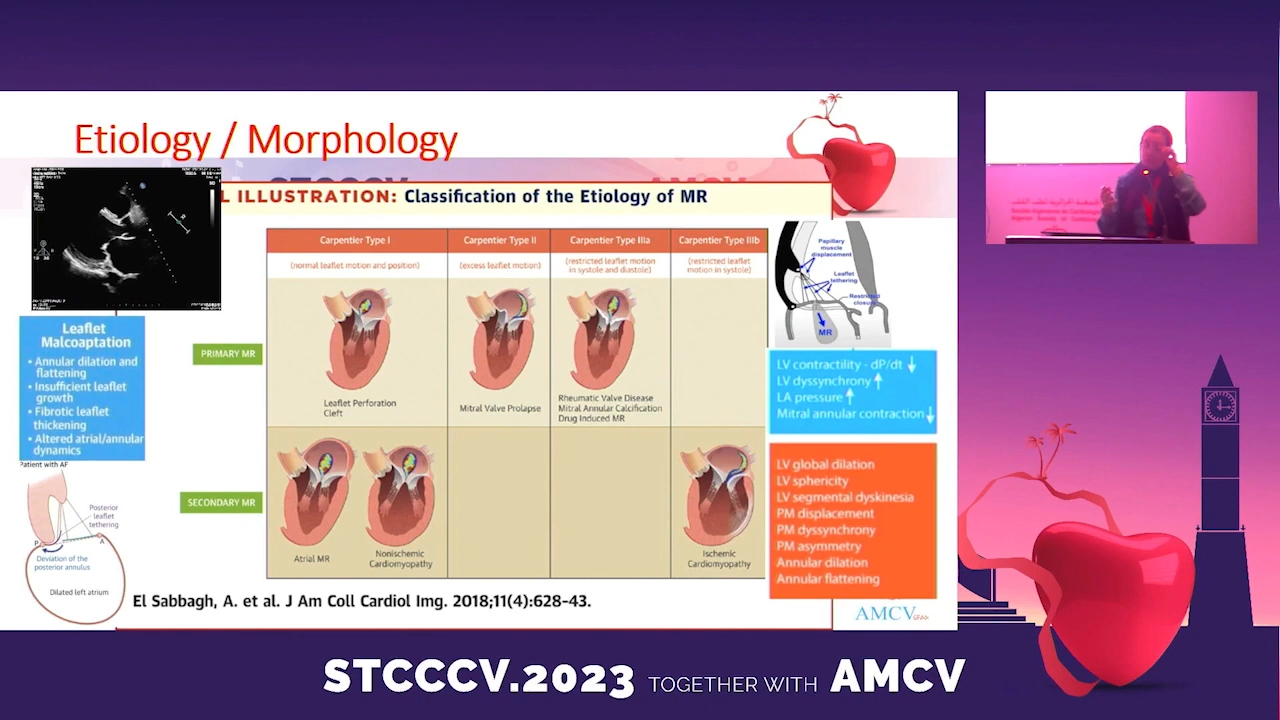 Etiology / Morphology
L ILLUSTRATION: Classification of the Etiology of MR
Carpentier Type I
Carpentier Type II
Carpentier Type IIIa
Carpentier Type IIIb
(normal leaflet motion and position)
(excess leaflet motion)
(restricted leaflet motion
in systole and diastole)
(restricted leaflet
motion in systole)
PRIMARY MR
Leaflet Perforation
Cleft
Mitral Valve Prolapse
Rheumatic Valve Disease
Mitral Annular Calcification
Drug Induced MR
SECONDARY MR
Atrial MR
Nonischemic
Cardiomyopathy
Ischemic
Cardiomyopathy
Leaflet
Malcoaptation
• Annular dilation and
flattening
• Insufficient leaflet
growth
• Fibrotic leaflet
thickening
• Altered atrial/annular
dynamics
Patient with AF
Posterior
leaflet
tethering
P
A
Deviation of the
posterior annulus
Dilated left atrium
Papillary
muscle
displacement
Leaflet
tethering
Restricted
closure
MR
LV contractility - dP/dt ↓
LV dyssynchrony ↑
LA pressure ↑
Mitral annular contraction ↓
LV global dilation
LV sphericity
LV segmental dyskinesia
PM displacement
PM dyssynchrony
PM asymmetry
Annular dilation
Annular flattening
El Sabbagh, A. et al. J Am Coll Cardiol Img. 2018;11(4):628-43.
AMCV SFAX
STCCCV.2023 TOGETHER WITH AMCV